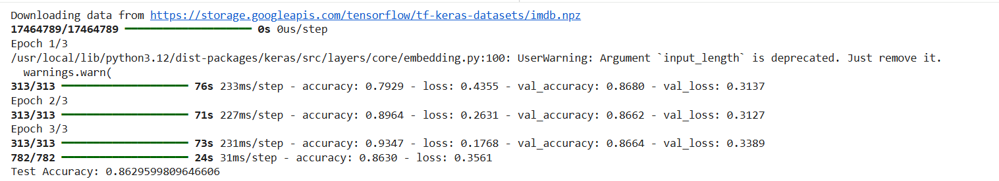 Downloading data from https://storage.googleapis.com/tensorflow/tf-keras-datasets/imdb.npz
17464789/17464789 ━━━━━━━━━━━━━━━━━━━━ 0s 0us/step
Epoch 1/3
/usr/local/lib/python3.12/dist-packages/keras/src/layers/core/embedding.py:100: UserWarning: Argument `input_length` is deprecated. Just remove it.
  warnings.warn(
313/313 ━━━━━━━━━━━━━━━━━━━━ 76s 233ms/step - accuracy: 0.7929 - loss: 0.4355 - val_accuracy: 0.8680 - val_loss: 0.3137
Epoch 2/3
313/313 ━━━━━━━━━━━━━━━━━━━━ 71s 227ms/step - accuracy: 0.8964 - loss: 0.2631 - val_accuracy: 0.8662 - val_loss: 0.3127
Epoch 3/3
313/313 ━━━━━━━━━━━━━━━━━━━━ 73s 231ms/step - accuracy: 0.9347 - loss: 0.1768 - val_accuracy: 0.8664 - val_loss: 0.3389
782/782 ━━━━━━━━━━━━━━━━━━━━ 24s 31ms/step - accuracy: 0.8630 - loss: 0.3561
Test Accuracy: 0.8629599809646606